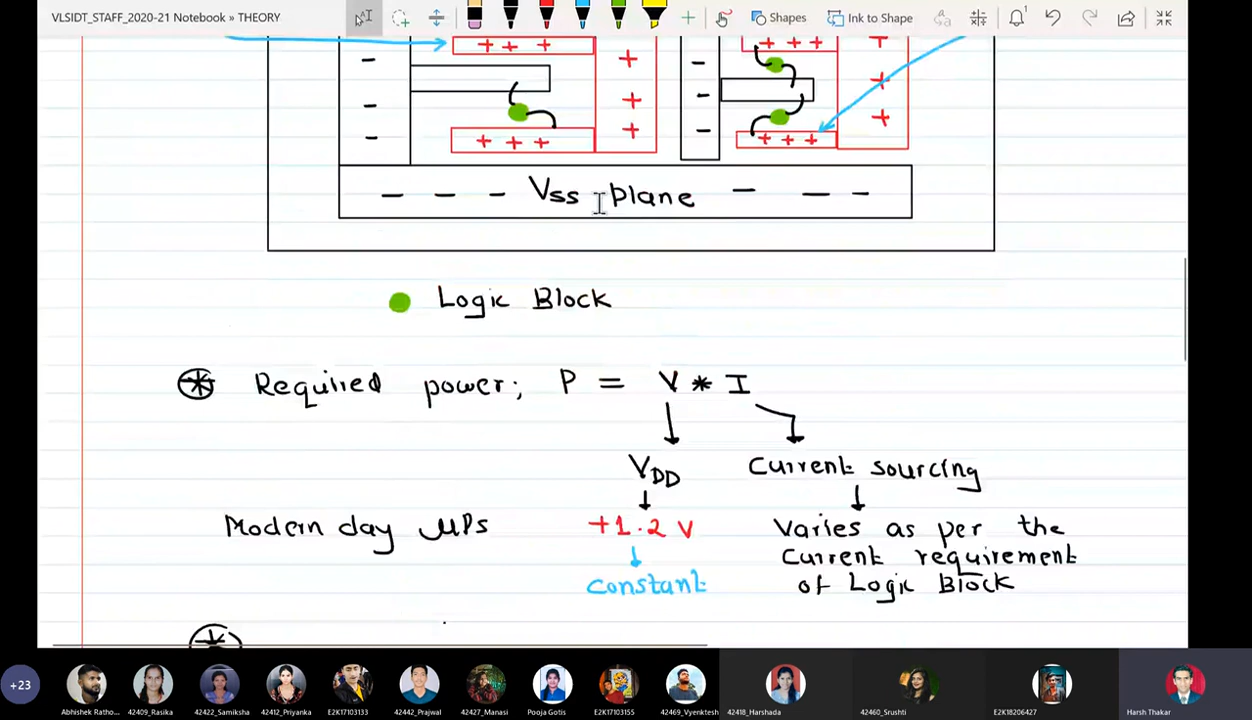 VLSIDT_STAFF_2020-21 Notebook » THEORY
Shapes
Ink to Shape
+ + +
+ + +
+
+
-
-
-
+
+
+
-
-
-
+
+
+ + +
+ + +
- - - Vss plane - - -
Logic Block
Required power; P = V * I
VDD
Current sourcing
Modern day μPs
+1.2 V
Varies as per the
constant
Current requirement
of Logic Block
+23
Abhishek Ratho...
42409_Rasika
42422_Samiksha
42412_Priyanka
E2K17103133
42442_Prajwal
42427_Manasi
Pooja Gotis
E2K17103155
42469_Vyenktesh
42418_Harshada
42460_Srushti
E2K18206427
Harsh Thakar